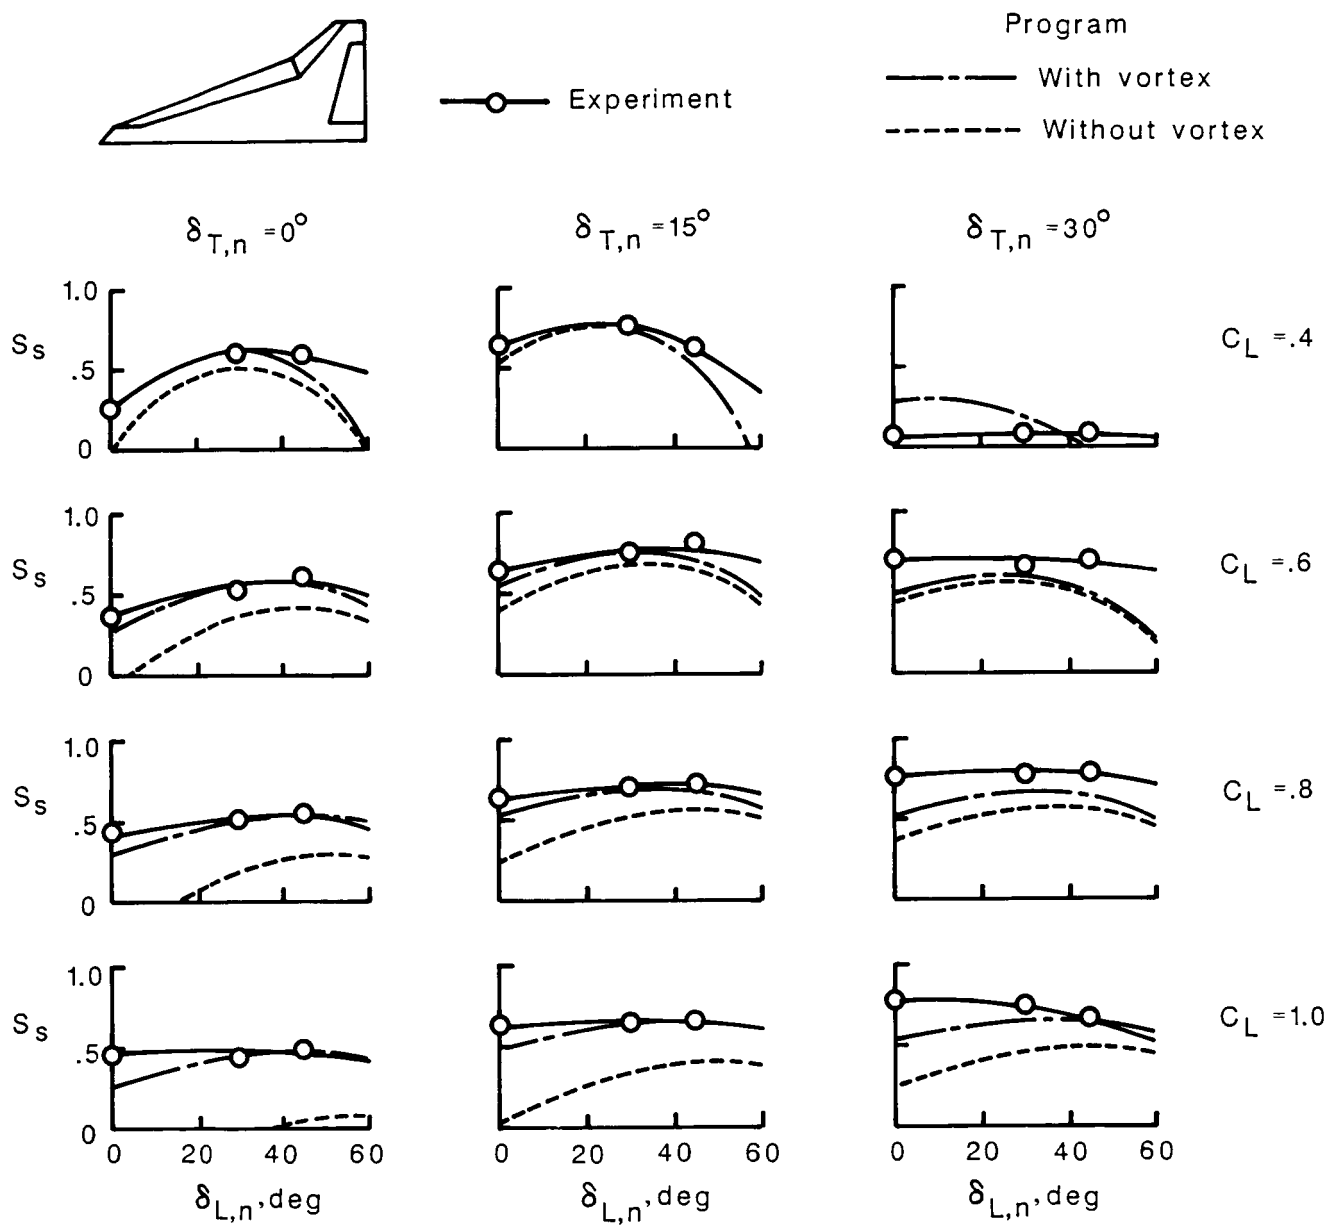 Program
Experiment
With vortex
Without vortex
δT,n =0°
δT,n =15°
δT,n =30°
1.0
Ss
.5
0
CL =.4
1.0
Ss
.5
0
20
40
60
CL =.6
1.0
Ss
.5
0
CL =.8
1.0
Ss
.5
0
CL =1.0
0 20 40 60
0 20 40 60
0 20 40 60
δL,n,deg
δL,n,deg
δL,n,deg